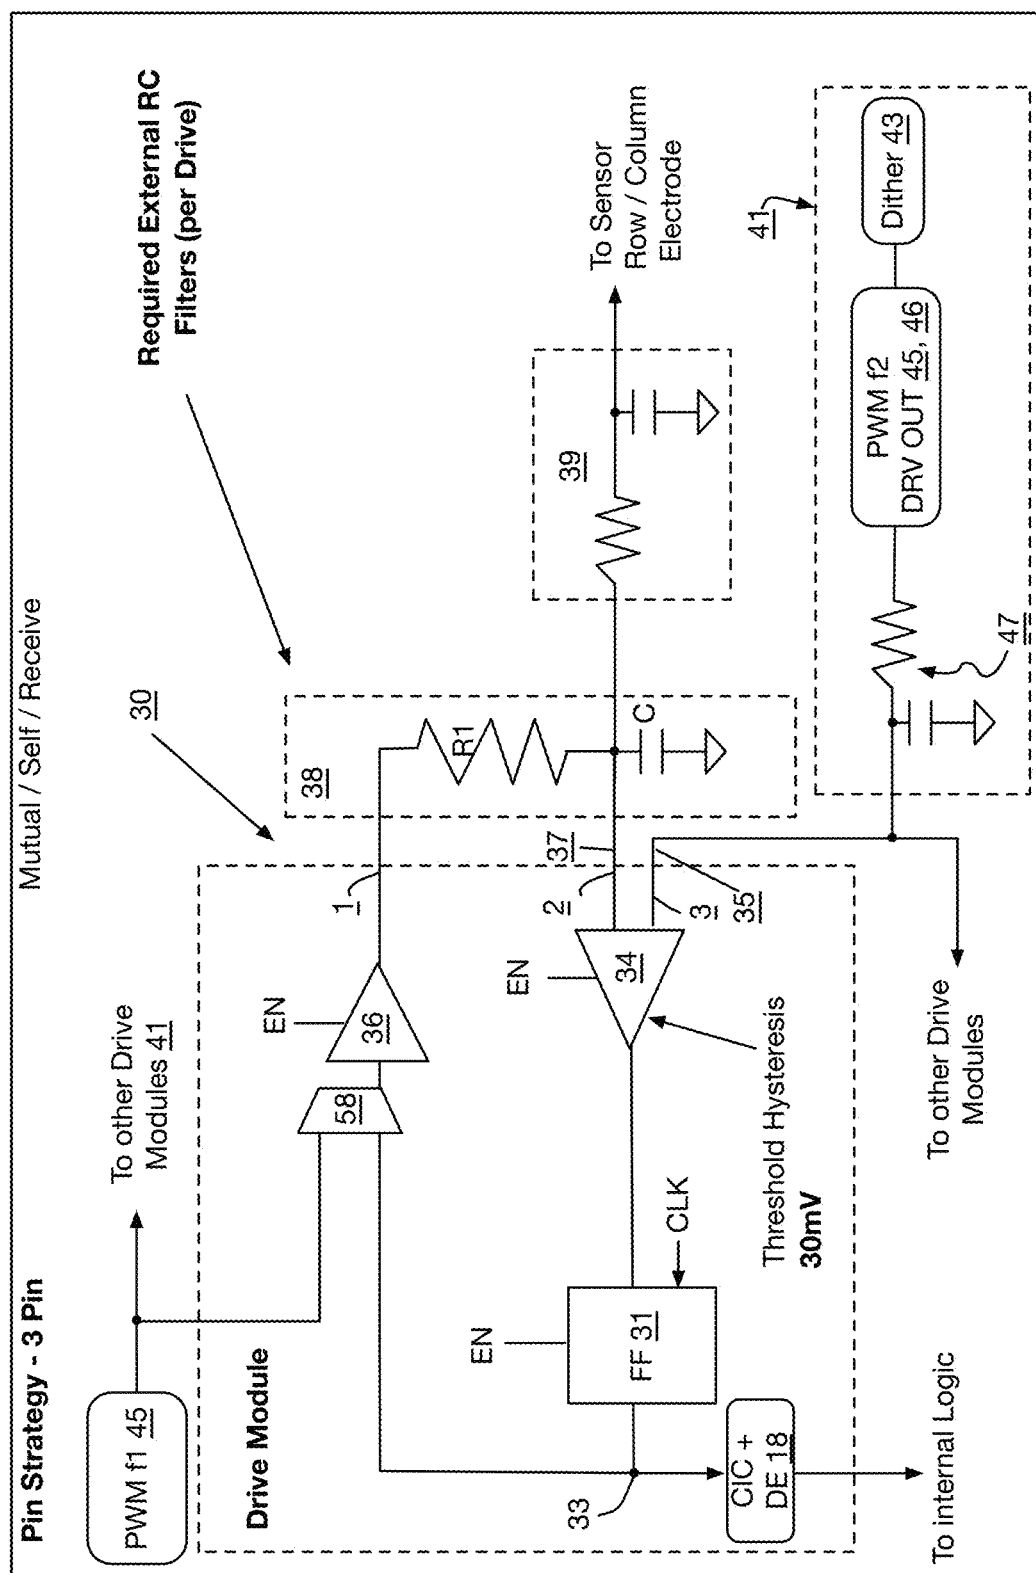 Pin Strategy - 3 Pin
Mutual / Self / Receive
PWM f1 45
To other Drive
Modules 41
Required External RC
Filters (per Drive)
30
Drive Module
58
EN
36
1
38
R1
C
39
To Sensor
Row / Column
Electrode
37
2
3
35
EN
34
EN
FF 31
CLK
33
CIC +
DE 18
To internal Logic
Threshold Hysteresis
30mV
To other Drive
Modules
41
47
PWM f2
DRV OUT 45, 46
Dither 43